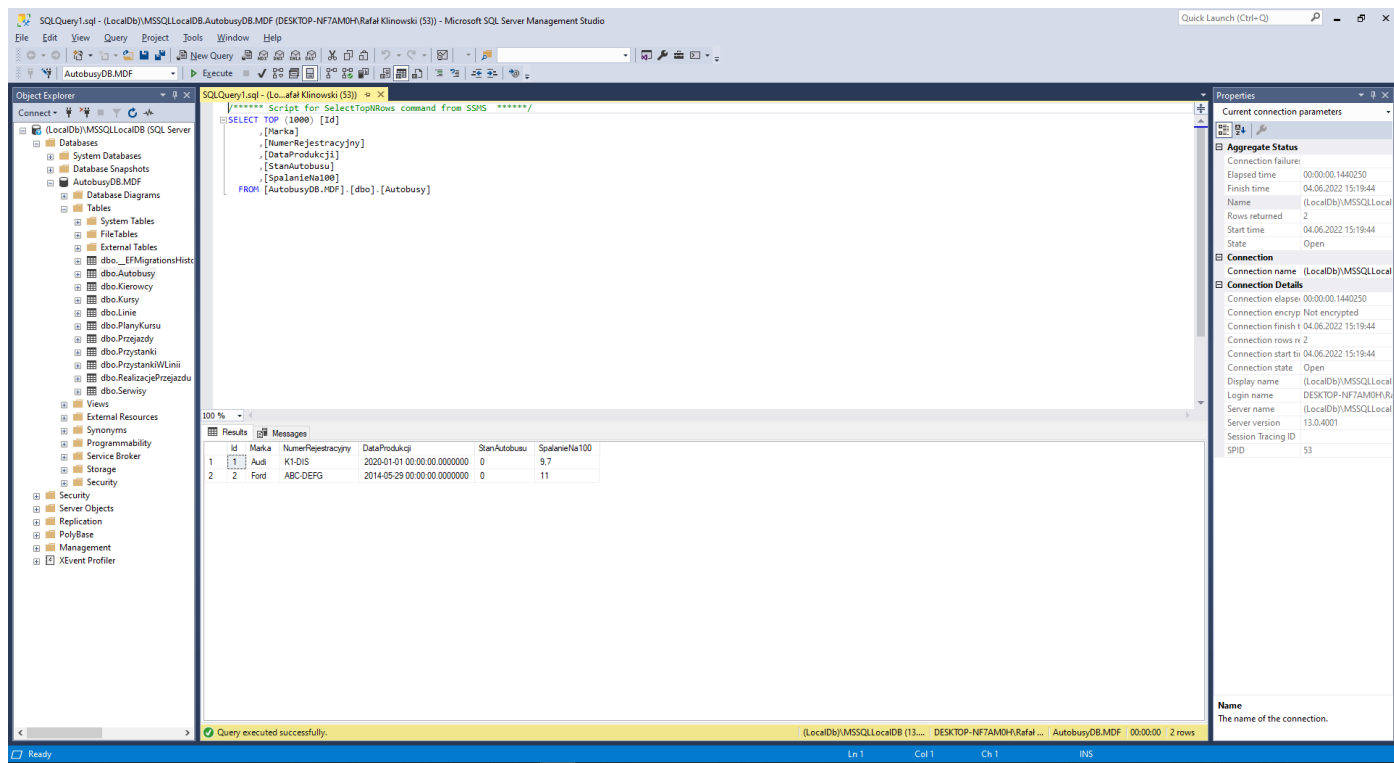 SQLQuery1.sql - (LocalDb)\MSSQLLocalDB.AutobusyDB.MDF (DESKTOP-NF7AM0H\Rafał Klinowski (53)) - Microsoft SQL Server Management Studio
Quick Launch (Ctrl+Q)
File Edit View Query Project Tools Window Help
New Query
AutobusyDB.MDF
Execute
Object Explorer
Connect
(LocalDb)\MSSQLLocalDB (SQL Server
Databases
System Databases
Database Snapshots
AutobusyDB.MDF
Database Diagrams
Tables
System Tables
FileTables
External Tables
dbo.__EFMigrationsHistc
dbo.Autobusy
dbo.Kierowcy
dbo.Kursy
dbo.Linie
dbo.PlanyKursu
dbo.Przejazdy
dbo.Przystanki
dbo.PrzystankiWLinii
dbo.RealizacjePrzejazdu
dbo.Serwisy
Views
External Resources
Synonyms
Programmability
Service Broker
Storage
Security
Security
Server Objects
Replication
PolyBase
Management
XEvent Profiler
SQLQuery1.sql - (Lo...afał Klinowski (53))
/****** Script for SelectTopNRows command from SSMS ******/
SELECT TOP (1000) [Id]
,[Marka]
,[NumerRejestracyjny]
,[DataProdukcji]
,[StanAutobusu]
,[SpalanieNa100]
FROM [AutobusyDB.MDF].[dbo].[Autobusy]
100 %
Results Messages
Id Marka NumerRejestracyjny DataProdukcji StanAutobusu SpalanieNa100
1 1 Audi K1-DIS 2020-01-01 00:00:00.0000000 0 9,7
2 2 Ford ABC-DEFG 2014-05-29 00:00:00.0000000 0 11
Query executed successfully.
(LocalDb)\MSSQLLocalDB (13.... DESKTOP-NF7AM0H\Rafał ... AutobusyDB.MDF 00:00:00 2 rows
Properties
Current connection parameters
Aggregate Status
Connection failure
Elapsed time 00:00:00.1440250
Finish time 04.06.2022 15:19:44
Name (LocalDb)\MSSQLLocal
Rows returned 2
Start time 04.06.2022 15:19:44
State Open
Connection
Connection name (LocalDb)\MSSQLLocal
Connection Details
Connection elapse 00:00:00.1440250
Connection encryp Not encrypted
Connection finish t 04.06.2022 15:19:44
Connection rows re 2
Connection start ti 04.06.2022 15:19:44
Connection state Open
Display name (LocalDb)\MSSQLLocal
Login name DESKTOP-NF7AM0H\Ra
Server name (LocalDb)\MSSQLLocal
Server version 13.0.4001
Session Tracing ID
SPID 53
Name
The name of the connection.
Ready Ln 1 Col 1 Ch 1 INS